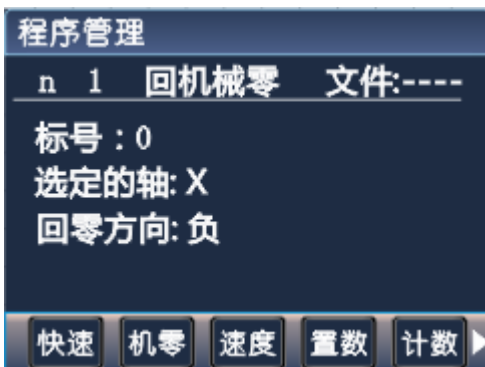 程序管理
n 1 回机械零 文件:----
标号：0
选定的轴: X
回零方向: 负
快速 机零 速度 置数 计数